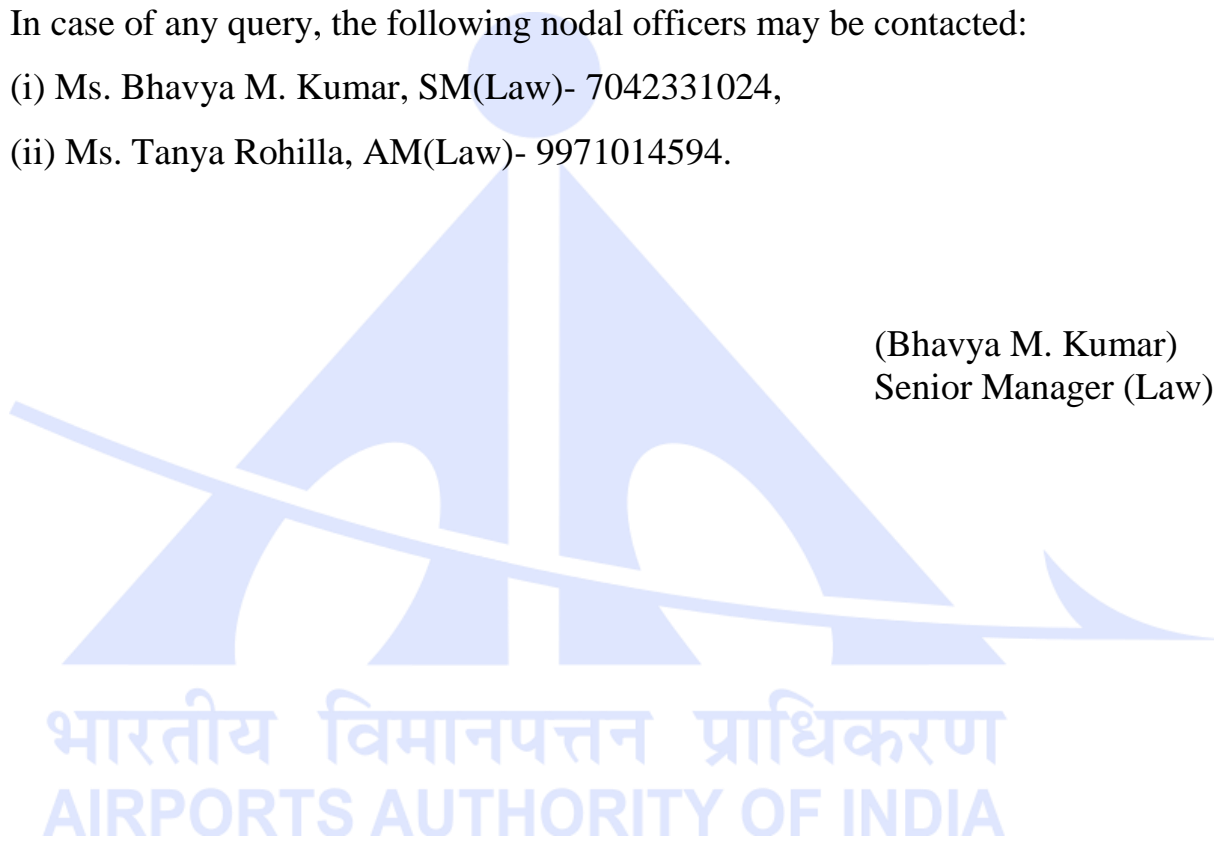 In case of any query, the following nodal officers may be contacted:
(i) Ms. Bhavya M. Kumar, SM(Law)- 7042331024,
(ii) Ms. Tanya Rohilla, AM(Law)- 9971014594.
(Bhavya M. Kumar)
Senior Manager (Law)
भारतीय विमानपत्तन प्राधिकरण
AIRPORTS AUTHORITY OF INDIA